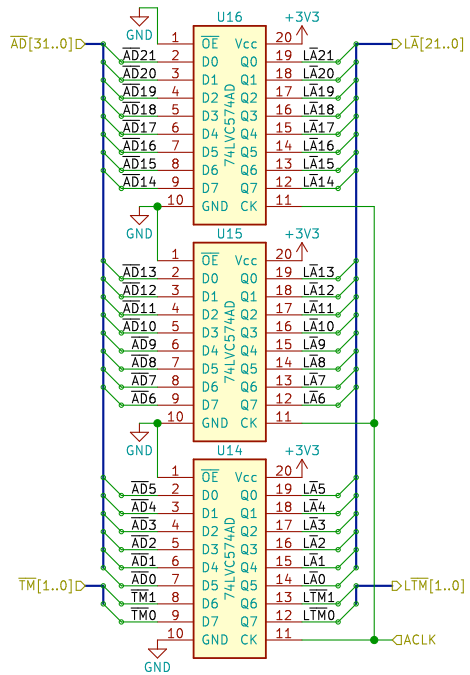 U16 +3V3
GND
AD[31..0] 1 OE Vcc 20 LA[21..0]
AD21 2 D0 Q0 19 LA21
AD20 3 D1 Q1 18 LA20
AD19 4 D2 Q2 17 LA19
AD18 5 D3 Q3 16 LA18
AD17 6 D4 Q4 15 LA17
AD16 7 D5 Q5 14 LA16
AD15 8 D6 Q6 13 LA15
AD14 9 D7 Q7 12 LA14
10 GND CK 11
74LVC574AD
GND
U15 +3V3
1 OE Vcc 20
AD13 2 D0 Q0 19 LA13
AD12 3 D1 Q1 18 LA12
AD11 4 D2 Q2 17 LA11
AD10 5 D3 Q3 16 LA10
AD9 6 D4 Q4 15 LA9
AD8 7 D5 Q5 14 LA8
AD7 8 D6 Q6 13 LA7
AD6 9 D7 Q7 12 LA6
10 GND CK 11
74LVC574AD
GND
U14 +3V3
1 OE Vcc 20
AD5 2 D0 Q0 19 LA5
AD4 3 D1 Q1 18 LA4
AD3 4 D2 Q2 17 LA3
AD2 5 D3 Q3 16 LA2
AD1 6 D4 Q4 15 LA1
TM[1..0] AD0 7 D5 Q5 14 LA0 LTM[1..0]
TM1 8 D6 Q6 13 LTM1
TM0 9 D7 Q7 12 LTM0
10 GND CK 11 ACLK
74LVC574AD
GND